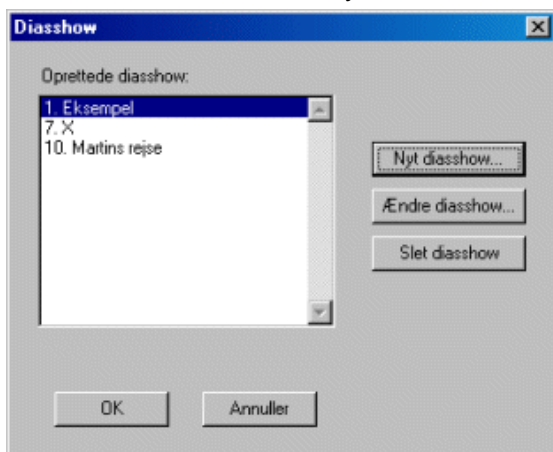 Diasshow
Oprettede diasshow:
1. Eksempel
7. X
10. Martins rejse
Nyt diasshow...
Ændre diasshow...
Slet diasshow
OK
Annuller